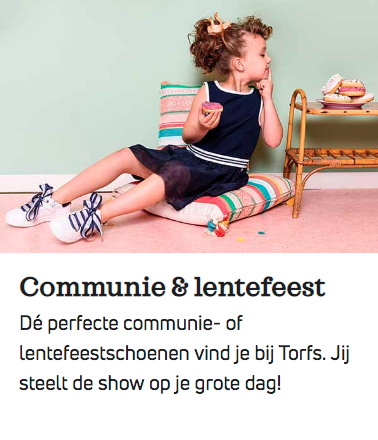 Communie & lentefeest
Dé perfecte communie- of
lentefeestschoenen vind je bij Torfs. Jij
steelt de show op je grote dag!